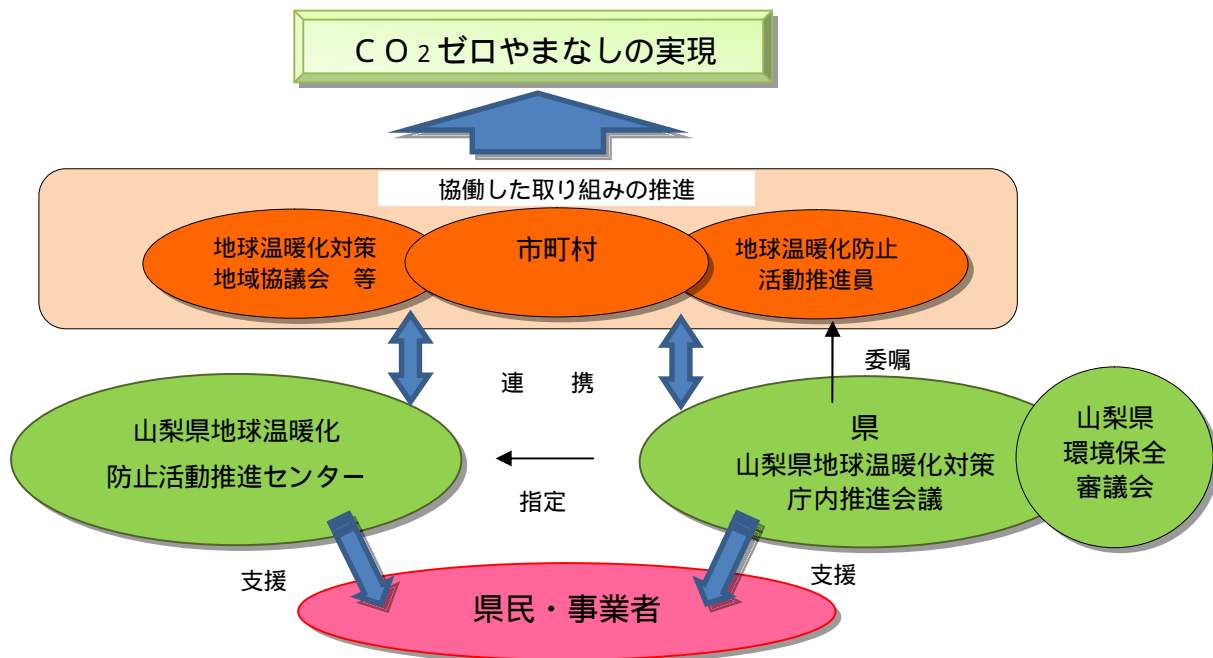 ＣＯ２ゼロやまなしの実現
協働した取り組みの推進
地球温暖化対策
地域協議会　等
市町村
地球温暖化防止
活動推進員
委嘱
連　携
山梨県地球温暖化
防止活動推進センター
指定
県
山梨県地球温暖化対策
庁内推進会議
山梨県
環境保全
審議会
支援
支援
県民・事業者